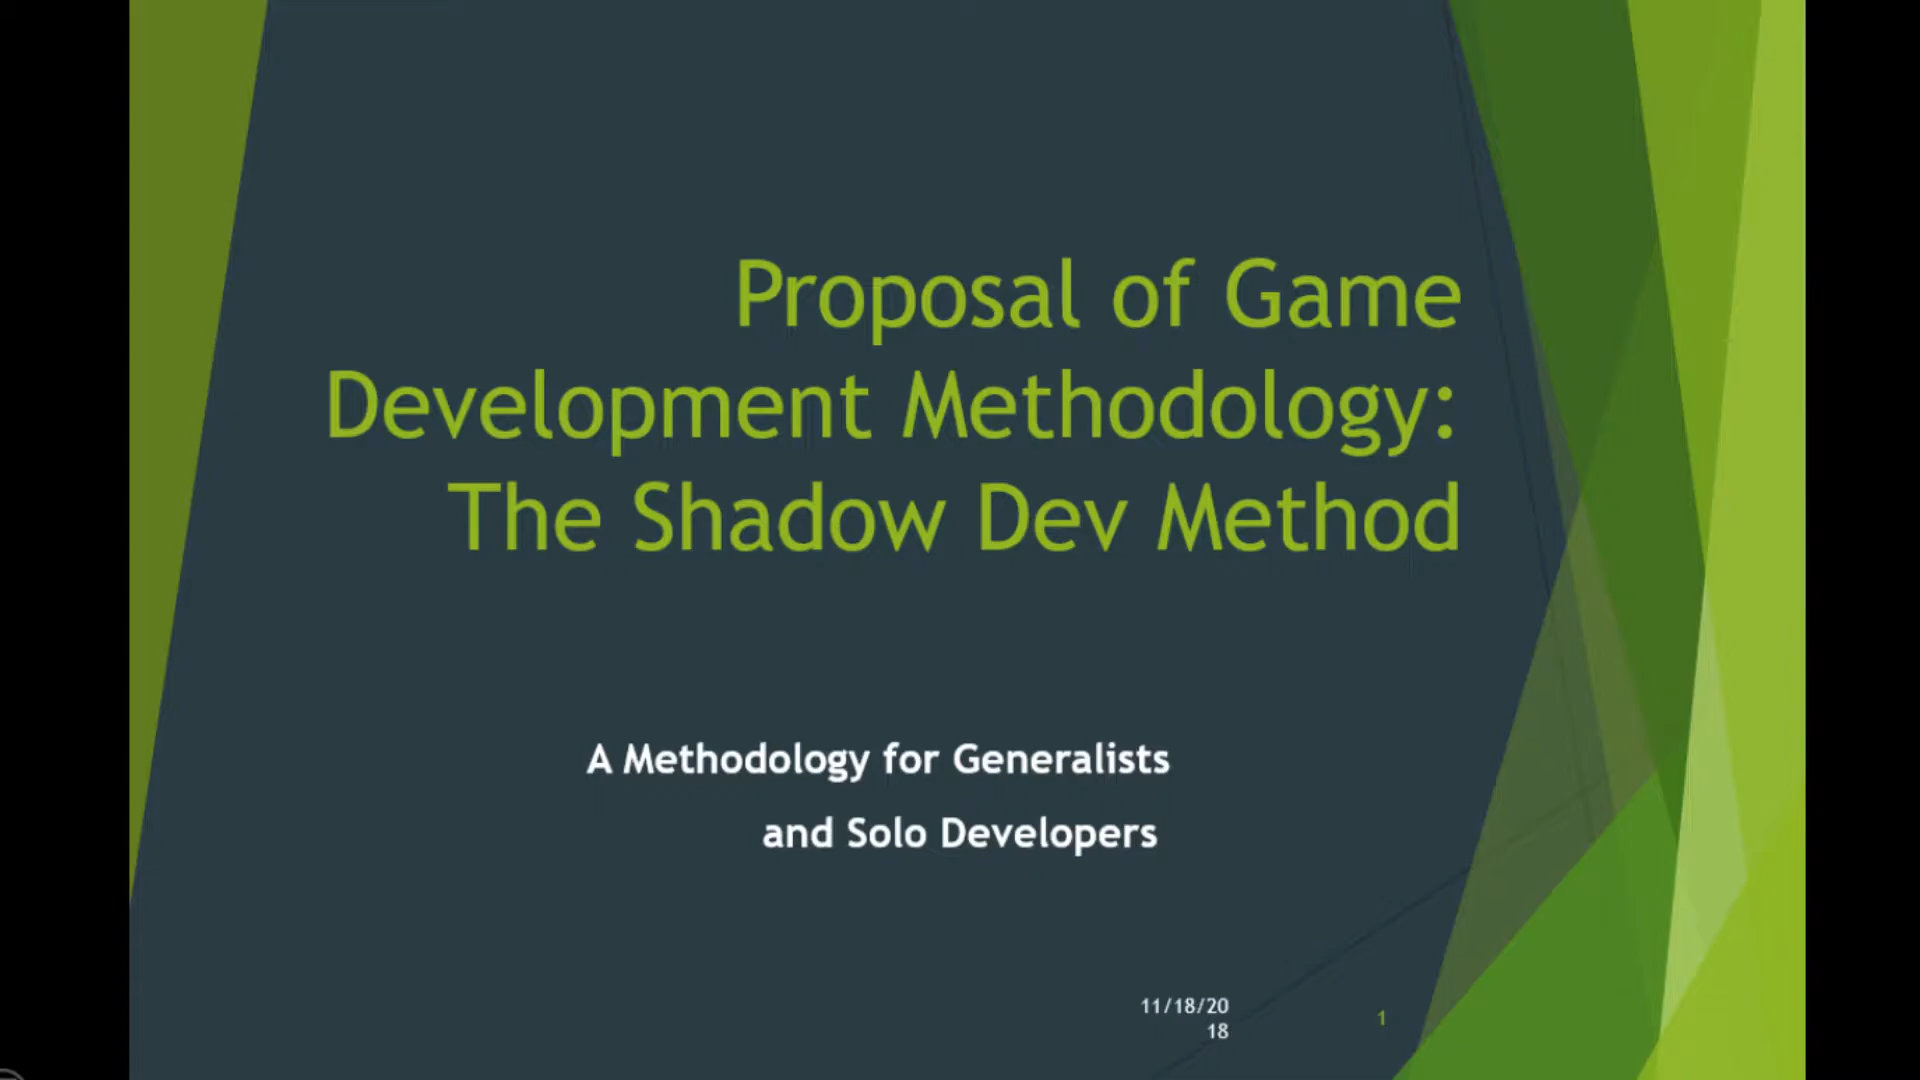 Proposal of Game
Development Methodology:
The Shadow Dev Method
A Methodology for Generalists
and Solo Developers
11/18/20
18
1